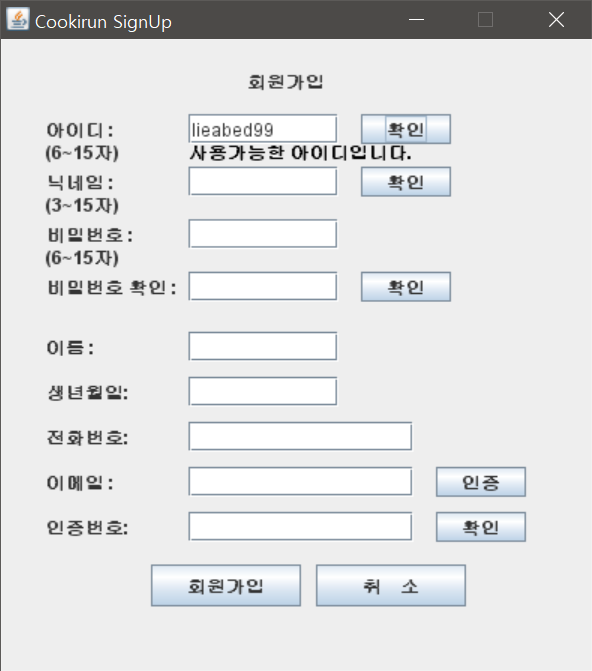 Cookirun SignUp
회원가입
아이디 : lieabed99 확인
(6~15자) 사용가능한 아이디입니다.
닉네임 : 확인
(3~15자)
비밀번호 :
(6~15자)
비밀번호 확인 : 확인
이름 :
생년월일:
전화번호:
이메일 : 인증
인증번호: 확인
회원가입 취 소